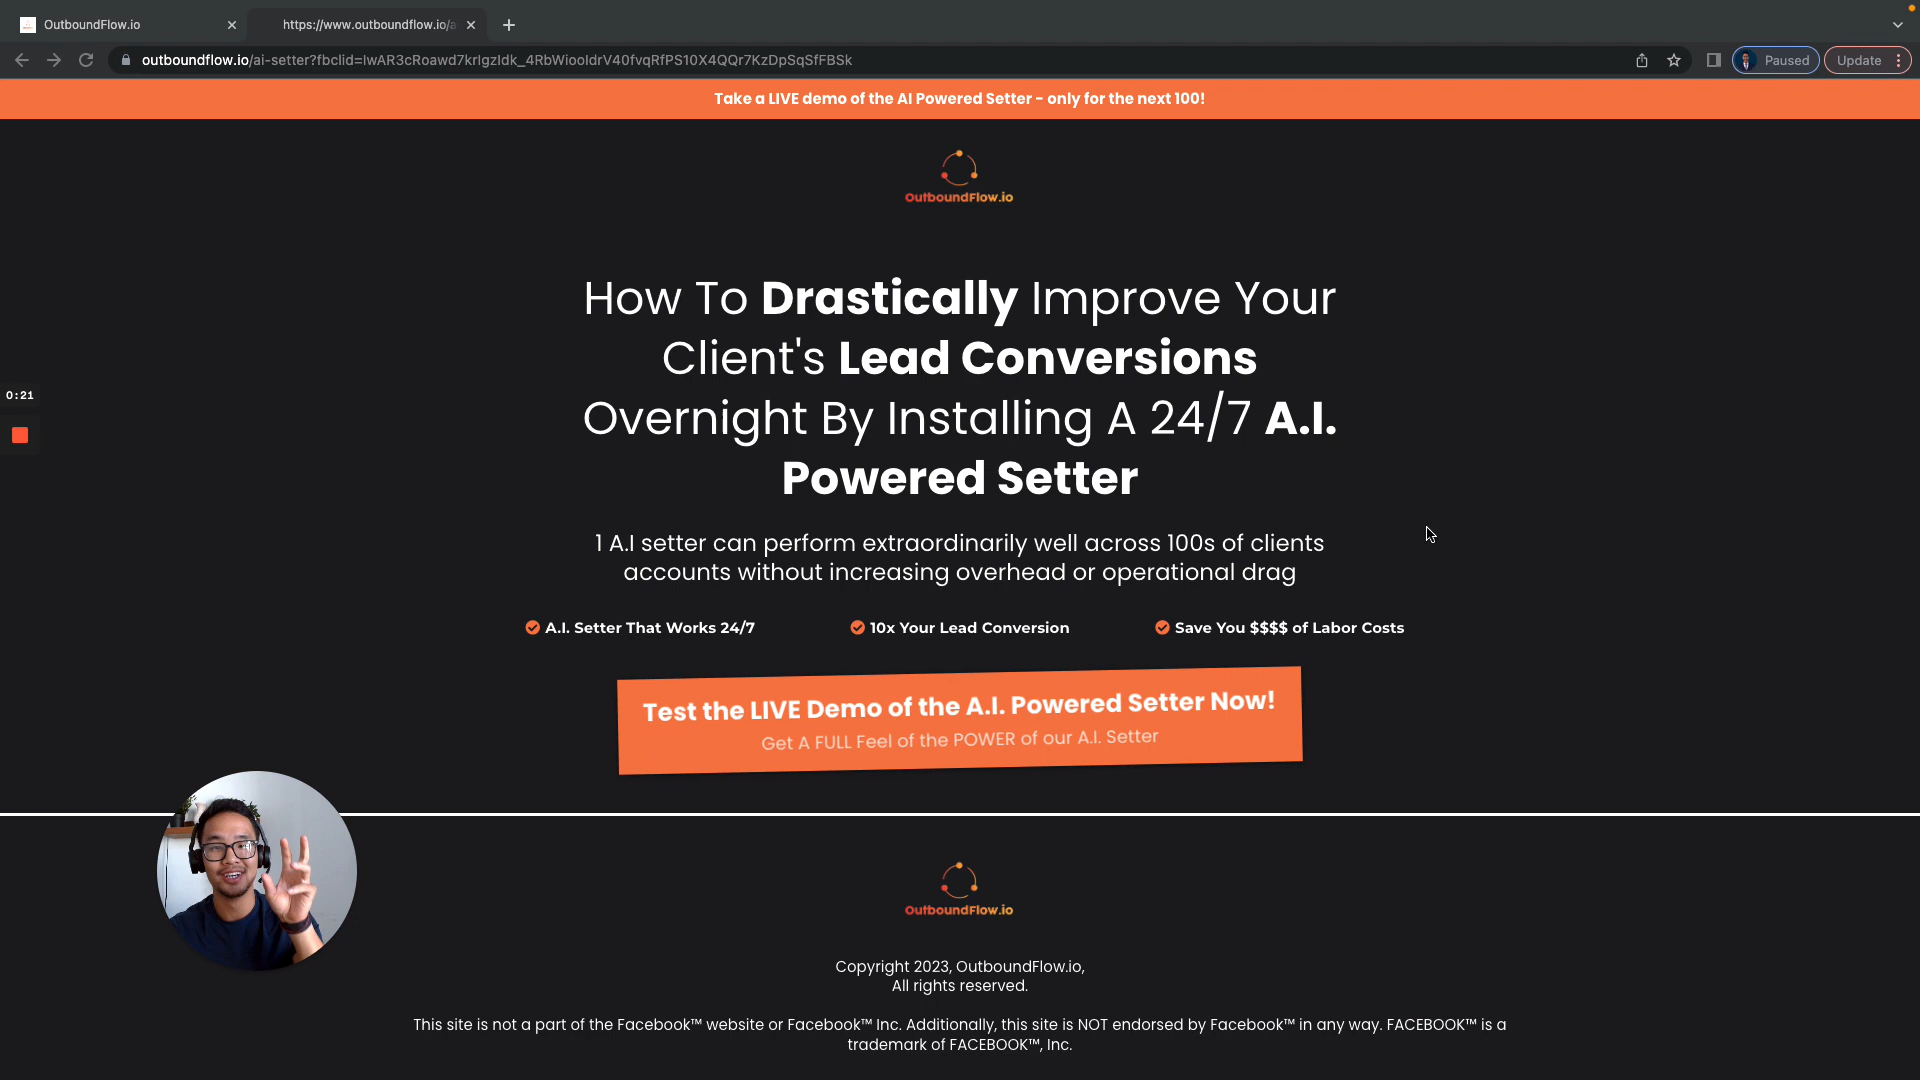 OutboundFlow.io
https://www.outboundflow.io/a
outboundflow.io/ai-setter?fbclid=IwAR3cRoawd7krIgzIdk_4RbWiooIdrV40fvqRfPS10X4QQr7KzDpSqSfFBSk
Paused
Update
Take a LIVE demo of the AI Powered Setter - only for the next 100!
OutboundFlow.io
How To Drastically Improve Your
Client's Lead Conversions
Overnight By Installing A 24/7 A.I.
Powered Setter
0:21
1 A.I setter can perform extraordinarily well across 100s of clients
accounts without increasing overhead or operational drag
A.I. Setter That Works 24/7
10x Your Lead Conversion
Save You $$$$ of Labor Costs
Test the LIVE Demo of the A.I. Powered Setter Now!
Get A FULL Feel of the POWER of our A.I. Setter
OutboundFlow.io
Copyright 2023, OutboundFlow.io,
All rights reserved.
This site is not a part of the Facebook™ website or Facebook™ Inc. Additionally, this site is NOT endorsed by Facebook™ in any way. FACEBOOK™ is a
trademark of FACEBOOK™, Inc.